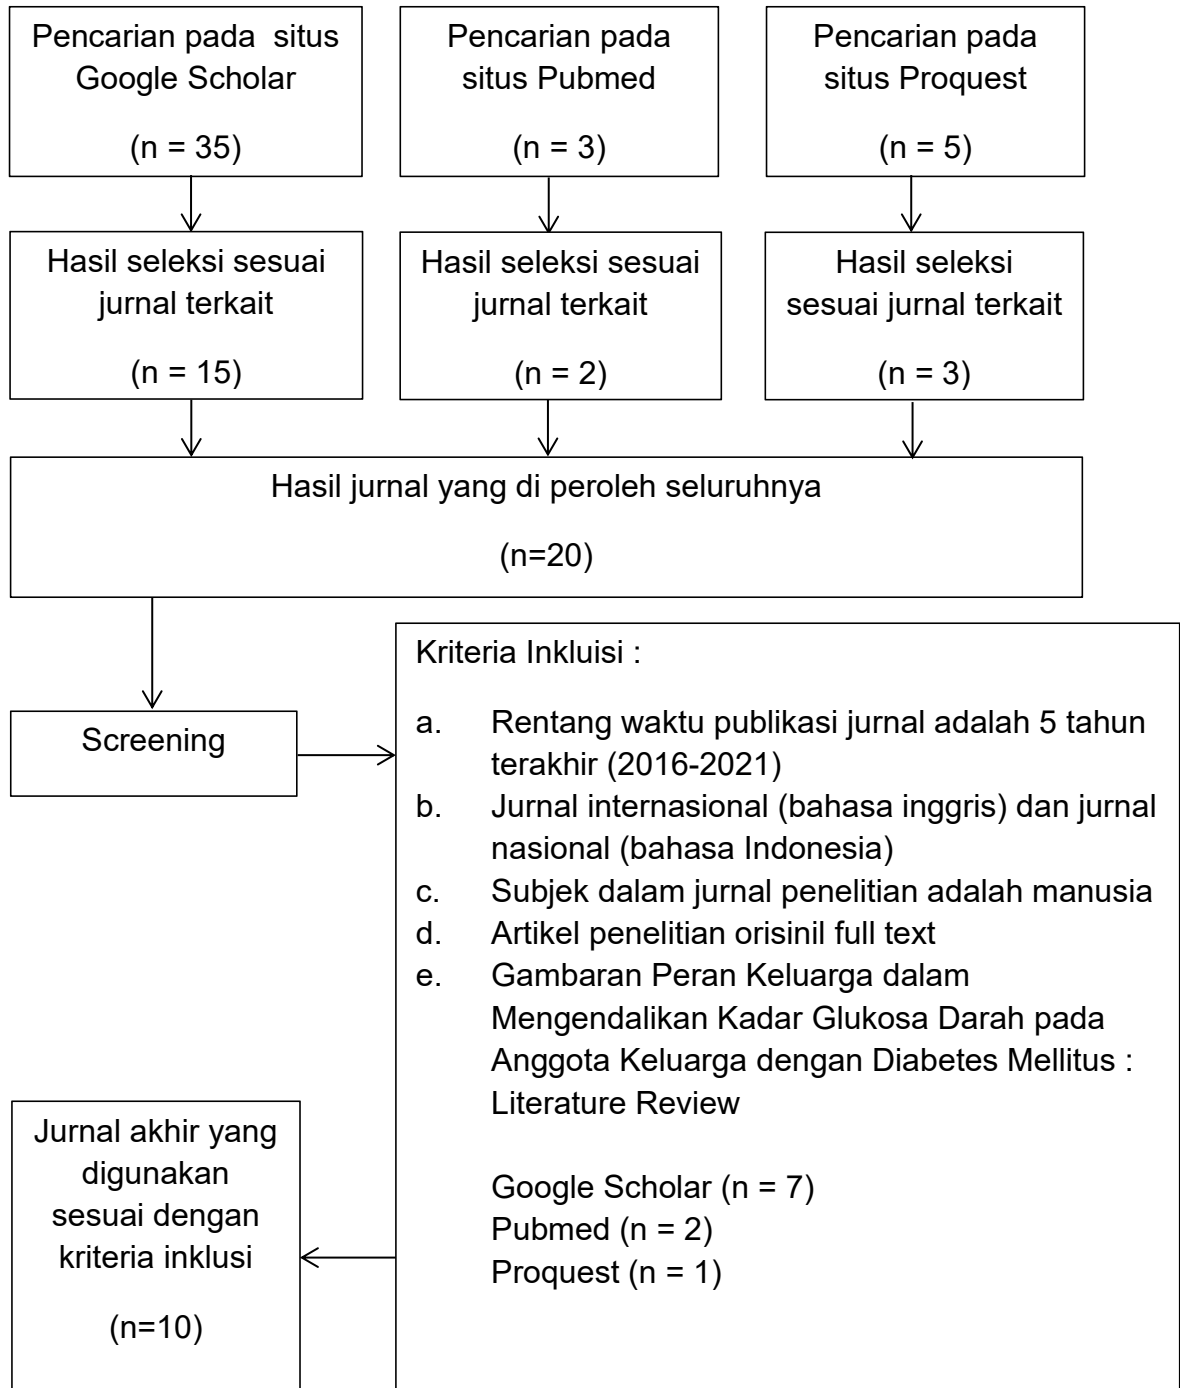 Pencarian pada situs
Google Scholar
(n = 35)
Pencarian pada
situs Pubmed
(n = 3)
Pencarian pada
situs Proquest
(n = 5)
Hasil seleksi sesuai
jurnal terkait
(n = 15)
Hasil seleksi sesuai
jurnal terkait
(n = 2)
Hasil seleksi
sesuai jurnal terkait
(n = 3)
Hasil jurnal yang di peroleh seluruhnya
(n=20)
Screening
Kriteria Inkluisi :
a. Rentang waktu publikasi jurnal adalah 5 tahun
terakhir (2016-2021)
b. Jurnal internasional (bahasa inggris) dan jurnal
nasional (bahasa Indonesia)
c. Subjek dalam jurnal penelitian adalah manusia
d. Artikel penelitian orisinil full text
e. Gambaran Peran Keluarga dalam
Mengendalikan Kadar Glukosa Darah pada
Anggota Keluarga dengan Diabetes Mellitus :
Literature Review
Google Scholar (n = 7)
Pubmed (n = 2)
Proquest (n = 1)
Jurnal akhir yang
digunakan
sesuai dengan
kriteria inklusi
(n=10)